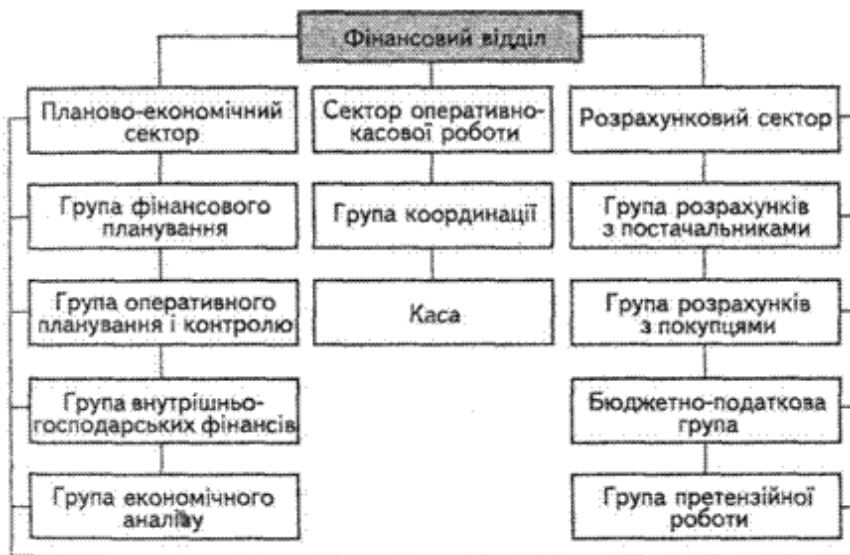 Фінансовий відділ
Планово-економічний
сектор
Сектор оперативно-
касової роботи
Розрахунковий сектор
Група фінансового
планування
Група координації
Група розрахунків
з постачальниками
Група оперативного
планування і контролю
Каса
Група розрахунків
з покупцями
Група внутрішньо-
господарських фінансів
Бюджетно-податкова
група
Група економічного
аналізу
Група претензійної
роботи